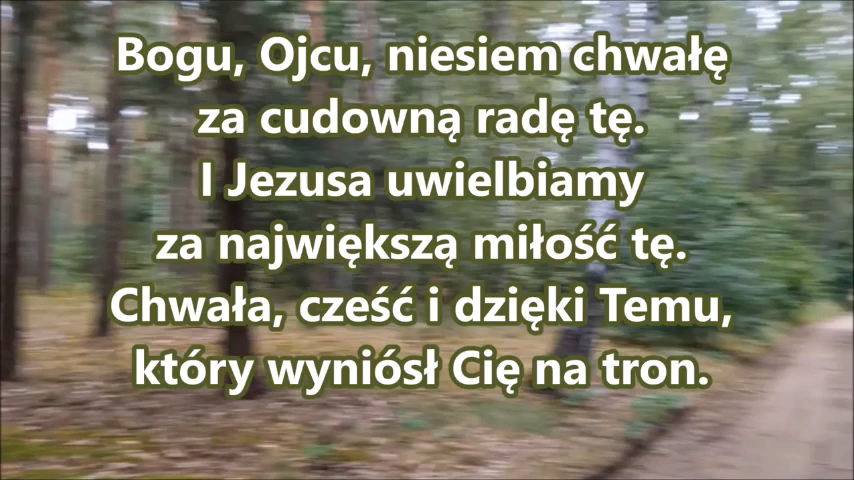 Bogu, Ojcu, niesiem chwałę
za cudowną radę tę.
I Jezusa uwielbiamy
za największą miłość tę.
Chwała, cześć i dzięki Temu,
który wyniósł Cię na tron.